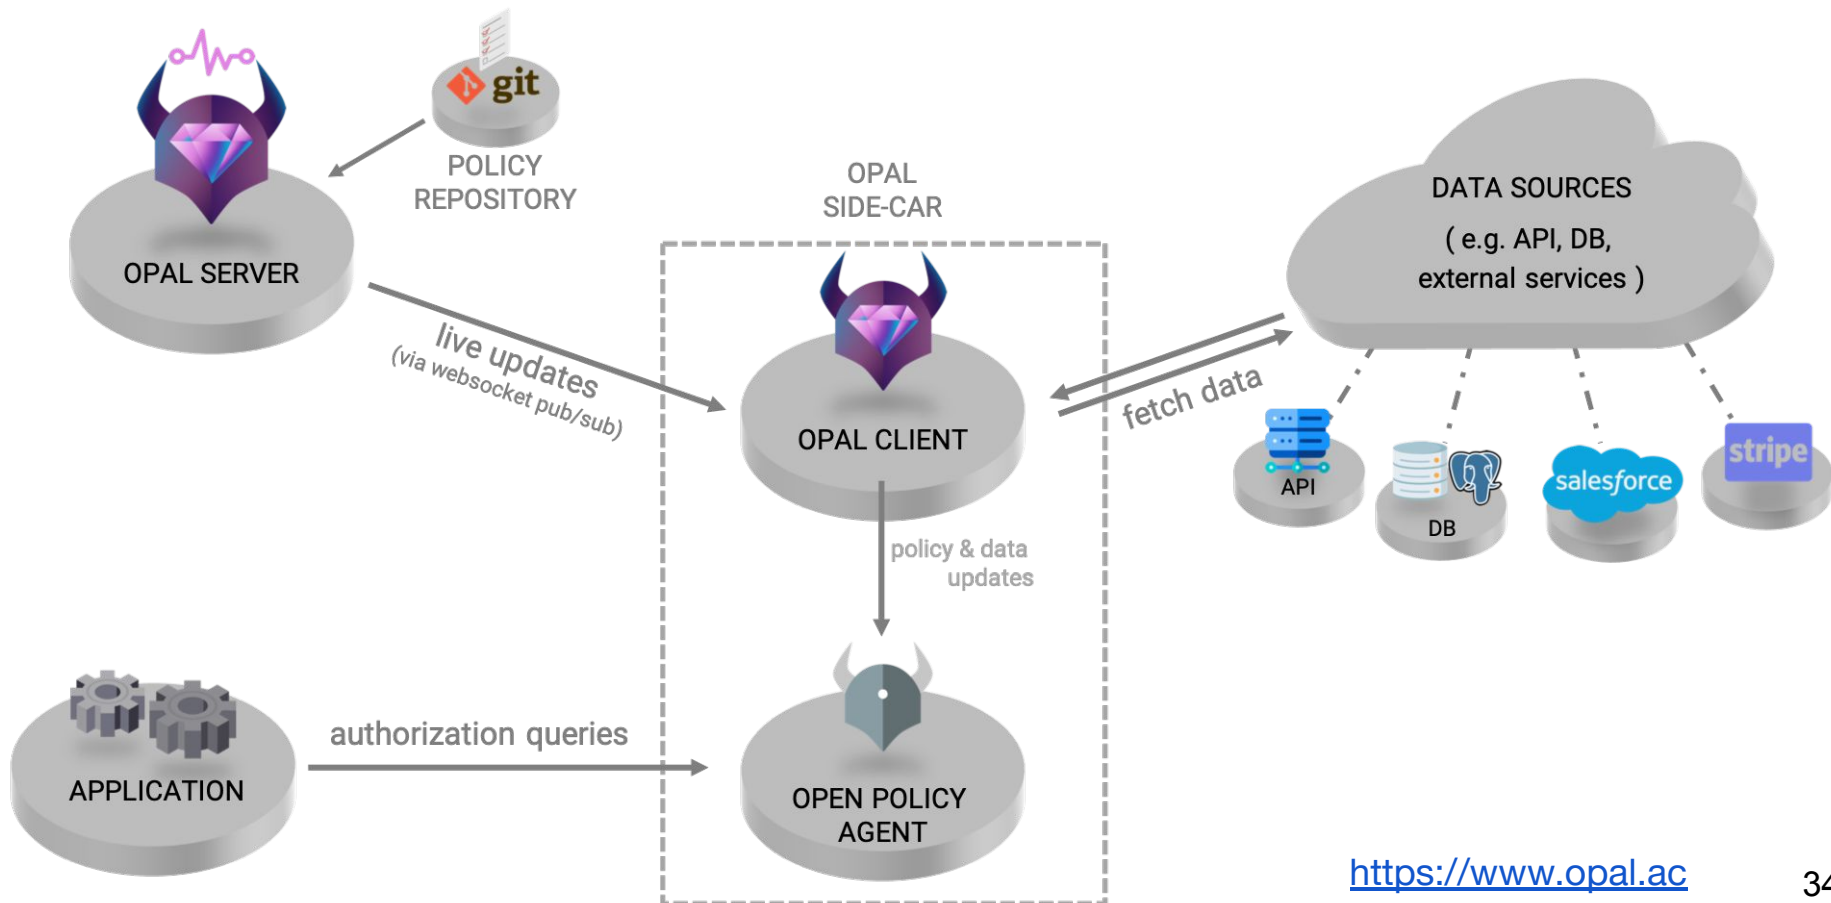 git
POLICY
REPOSITORY
OPAL SERVER
OPAL
SIDE-CAR
DATA SOURCES
( e.g. API, DB,
external services )
live updates
(via websocket pub/sub)
OPAL CLIENT
fetch data
API
DB
salesforce
stripe
policy & data
updates
authorization queries
APPLICATION
OPEN POLICY
AGENT
https://www.opal.ac
34